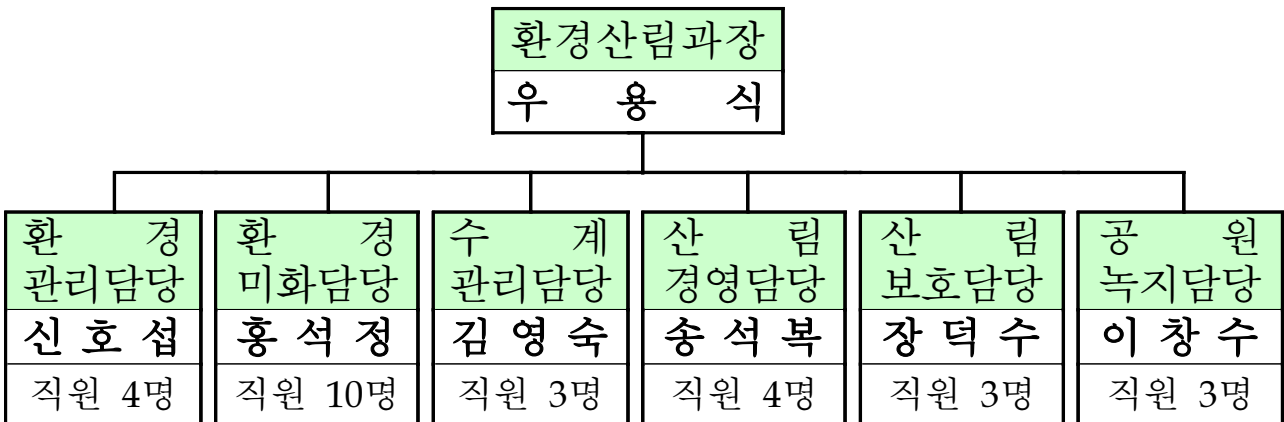 환경산림과장
우 용 식
환 경
관리담당
신 호 섭
직원 4명
환 경
미화담당
홍 석 정
직원 10명
수 계
관리담당
김 영 숙
직원 3명
산 림
경영담당
송 석 복
직원 4명
산 림
보호담당
장 덕 수
직원 3명
공 원
녹지담당
이 창 수
직원 3명